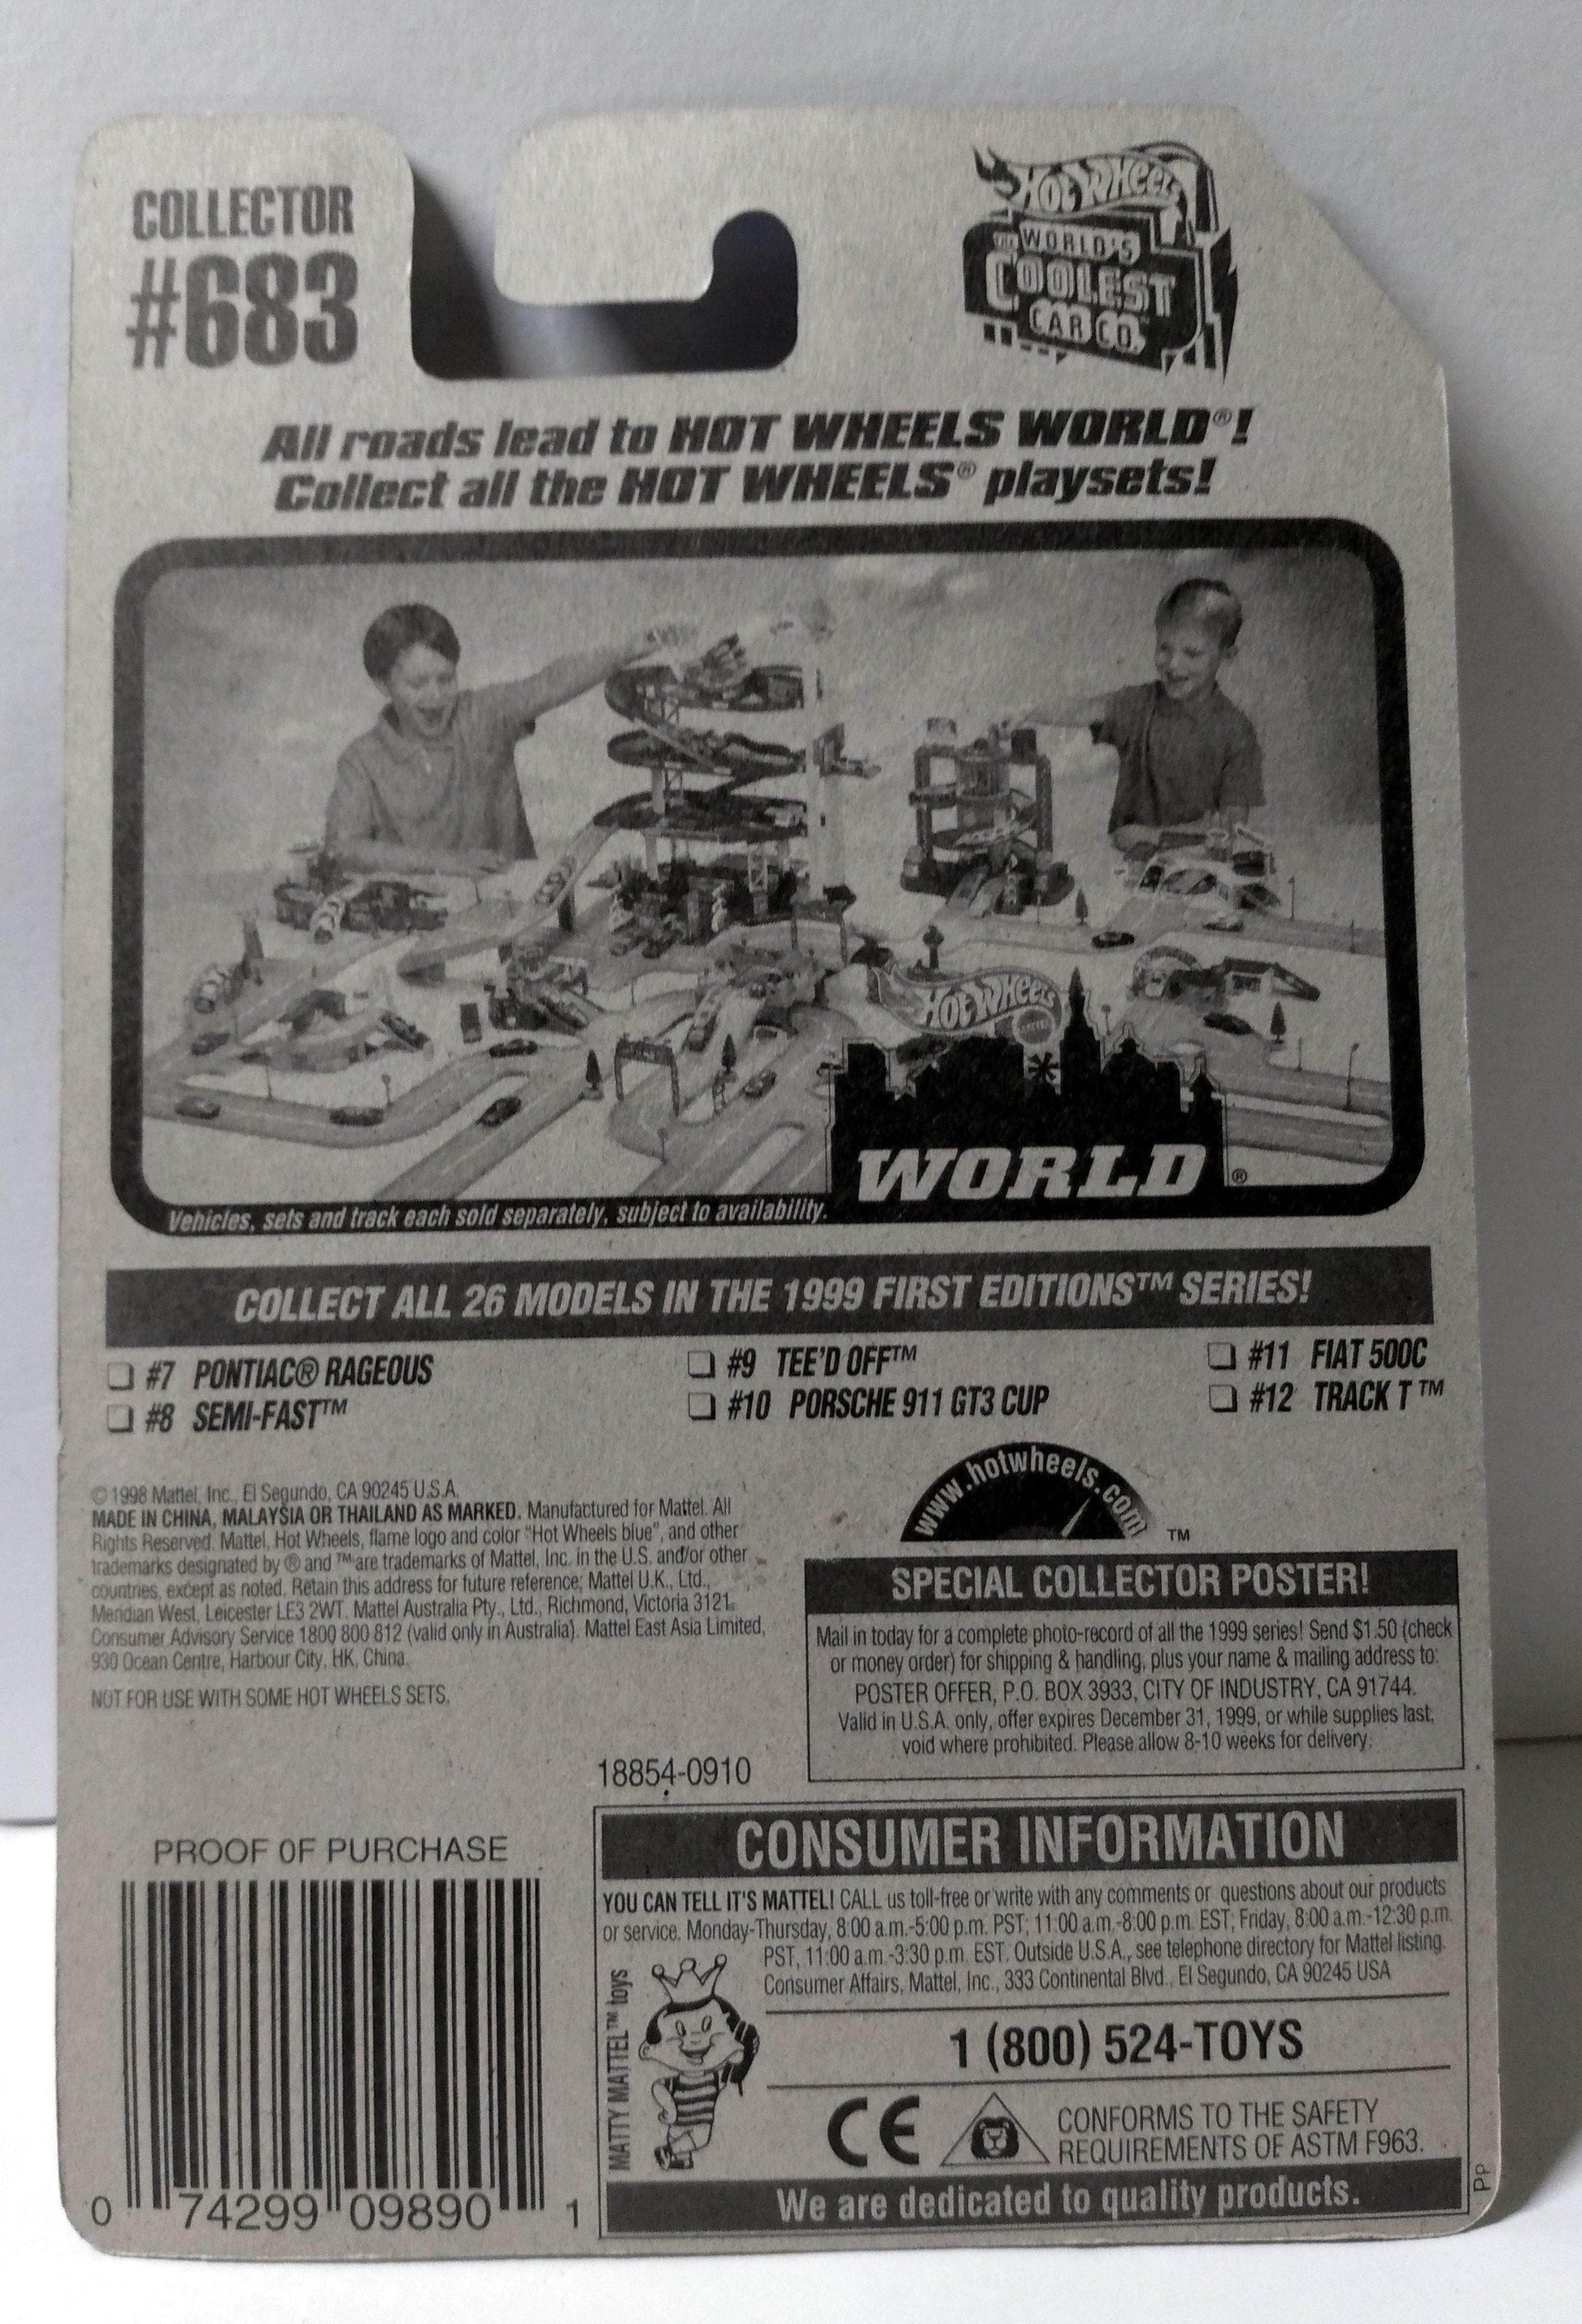 COLLECTOR
#683
HOT WHEELS
THE WORLD'S
COOLEST
CAR CO.™
All roads lead to HOT WHEELS WORLD®!
Collect all the HOT WHEELS® playsets!
HOT WHEELS
WORLD®
Vehicles, sets and track each sold separately, subject to availability.
COLLECT ALL 26 MODELS IN THE 1999 FIRST EDITIONS™ SERIES!
#7 PONTIAC® RAGEOUS
#8 SEMI-FAST™
#9 TEE'D OFF™
#10 PORSCHE 911 GT3 CUP
#11 FIAT 500C
#12 TRACK T™
© 1998 Mattel, Inc., El Segundo, CA 90245 U.S.A.
MADE IN CHINA, MALAYSIA OR THAILAND AS MARKED. Manufactured for Mattel. All
Rights Reserved. Mattel, Hot Wheels, flame logo and color "Hot Wheels blue", and other
trademarks designated by ® and ™ are trademarks of Mattel, Inc. in the U.S. and/or other
countries, except as noted. Retain this address for future reference; Mattel U.K., Ltd.,
Meridian West, Leicester LE3 2WT. Mattel Australia Pty., Ltd., Richmond, Victoria 3121.
Consumer Advisory Service 1800 800 812 (valid only in Australia). Mattel East Asia Limited,
930 Ocean Centre, Harbour City, HK, China.
NOT FOR USE WITH SOME HOT WHEELS SETS.
www.hotwheels.com ™
SPECIAL COLLECTOR POSTER!
Mail in today for a complete photo-record of all the 1999 series! Send $1.50 (check
or money order) for shipping & handling, plus your name & mailing address to:
POSTER OFFER, P.O. BOX 3933, CITY OF INDUSTRY, CA 91744.
Valid in U.S.A. only, offer expires December 31, 1999, or while supplies last,
void where prohibited. Please allow 8-10 weeks for delivery.
18854-0910
PROOF OF PURCHASE
0 74299 09890 1
CONSUMER INFORMATION
YOU CAN TELL IT'S MATTEL! CALL us toll-free or write with any comments or questions about our products
or service. Monday-Thursday, 8:00 a.m.-5:00 p.m. PST; 11:00 a.m.-8:00 p.m. EST; Friday, 8:00 a.m.-12:30 p.m.
PST, 11:00 a.m.-3:30 p.m. EST. Outside U.S.A., see telephone directory for Mattel listing.
Consumer Affairs, Mattel, Inc., 333 Continental Blvd., El Segundo, CA 90245 USA
MATTY MATTEL™ toys
1 (800) 524-TOYS
CE
CONFORMS TO THE SAFETY
REQUIREMENTS OF ASTM F963.
We are dedicated to quality products.
PP